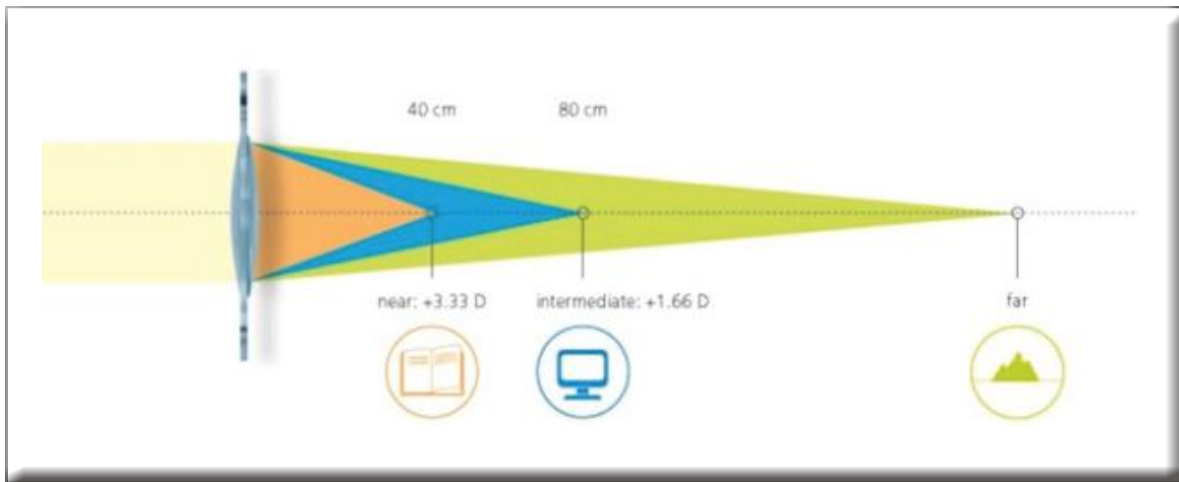 40 cm
80 cm
near: +3.33 D
intermediate: +1.66 D
far